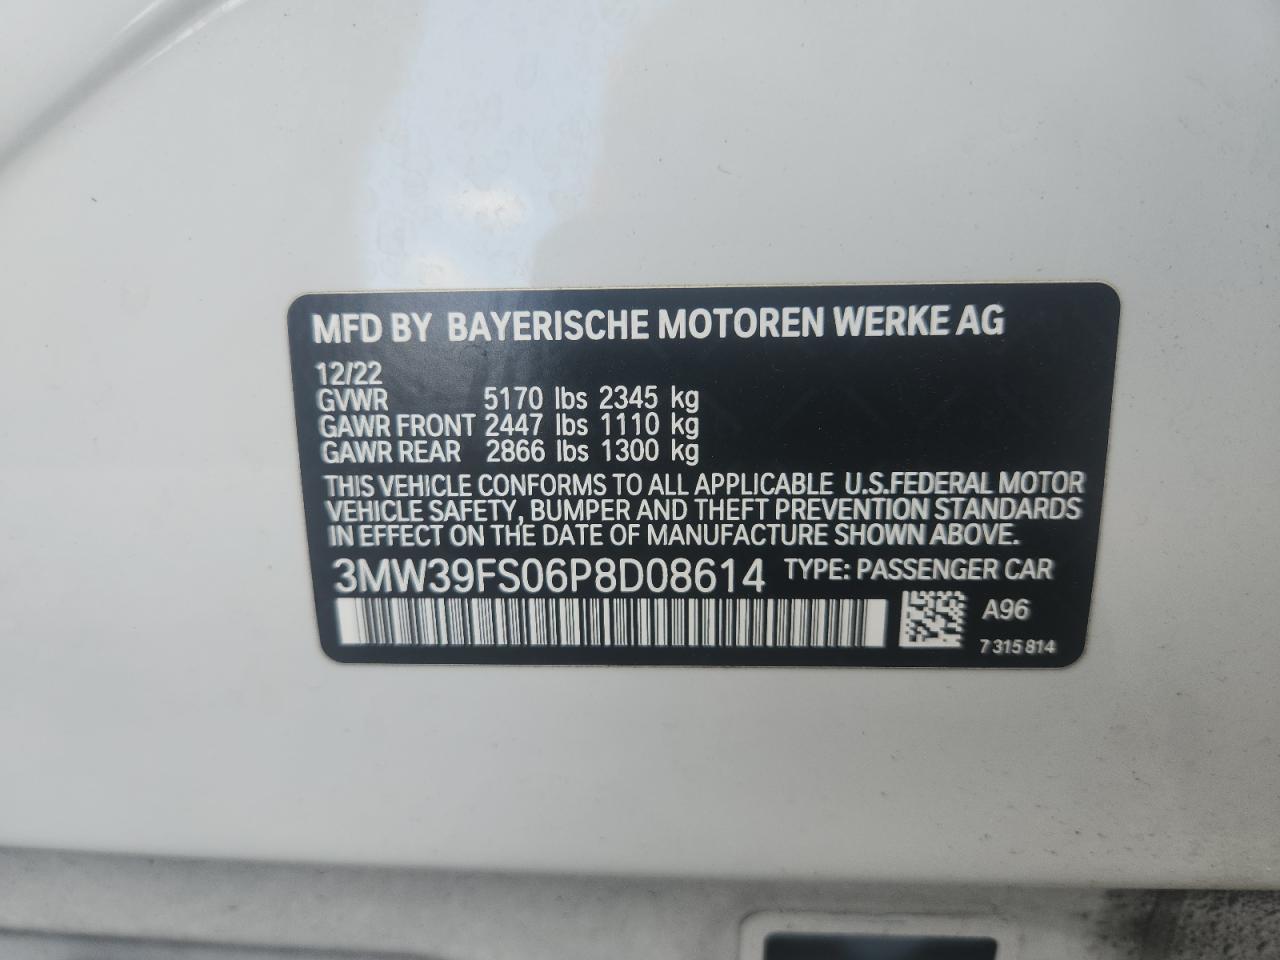 MFD BY BAYERISCHE MOTOREN WERKE AG
12/22
GVWR 5170 lbs 2345 kg
GAWR FRONT 2447 lbs 1110 kg
GAWR REAR 2866 lbs 1300 kg
THIS VEHICLE CONFORMS TO ALL APPLICABLE U.S.FEDERAL MOTOR
VEHICLE SAFETY, BUMPER AND THEFT PREVENTION STANDARDS
IN EFFECT ON THE DATE OF MANUFACTURE SHOWN ABOVE.
3MW39FS06P8D08614 TYPE: PASSENGER CAR
A96
7 315 814